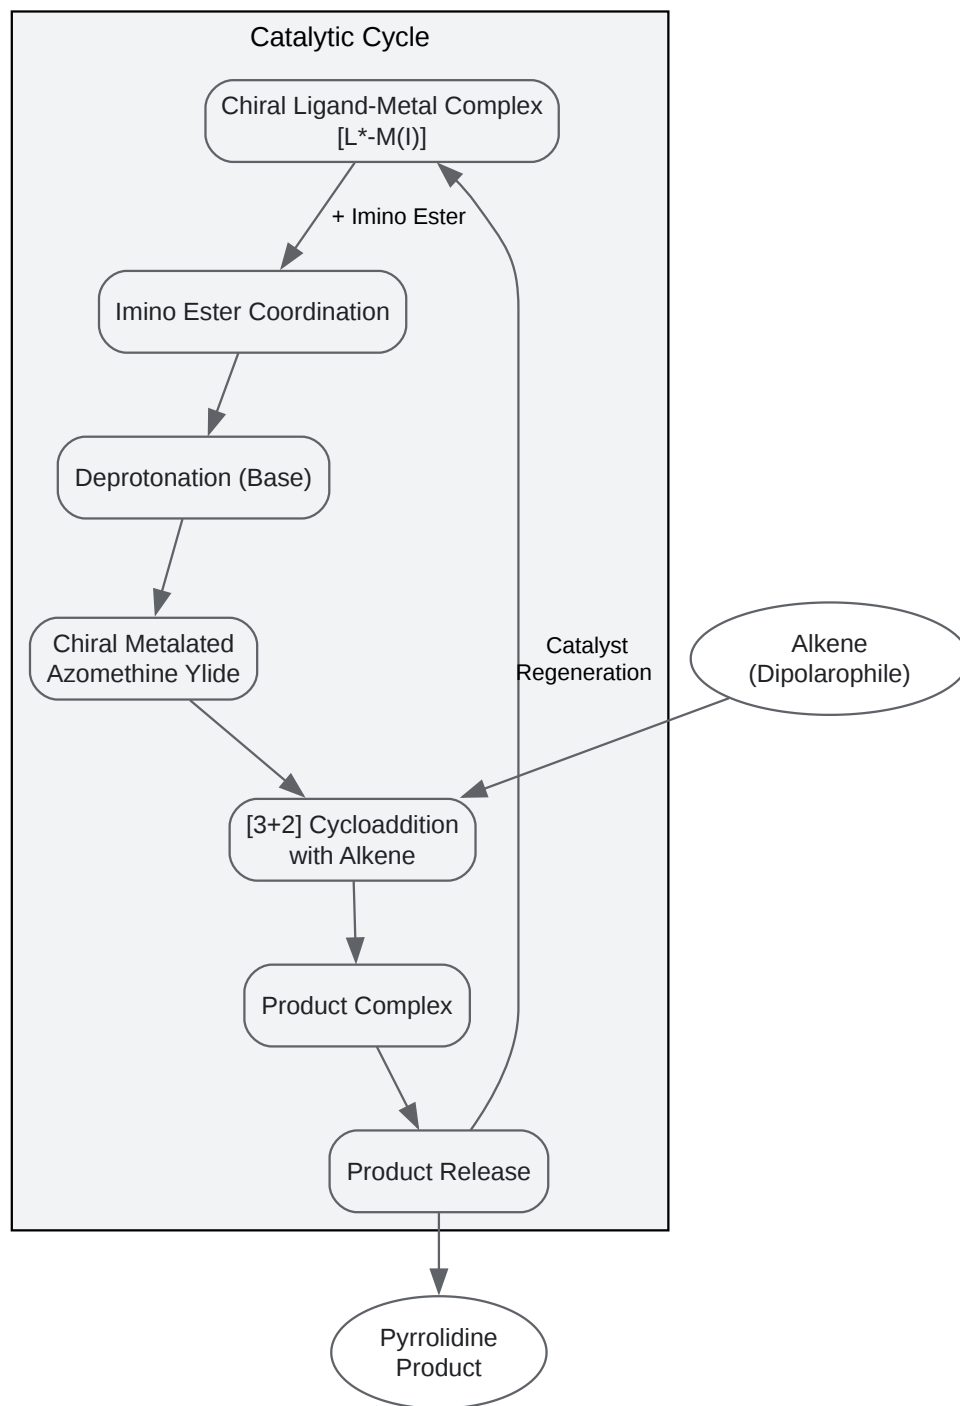 Catalytic Cycle
Chiral Ligand-Metal Complex
[L*-M(I)]
+ Imino Ester
Imino Ester Coordination
Deprotonation (Base)
Chiral Metalated
Azomethine Ylide
Catalyst
Regeneration
Alkene
(Dipolarophile)
[3+2] Cycloaddition
with Alkene
Product Complex
Product Release
Pyrrolidine
Product